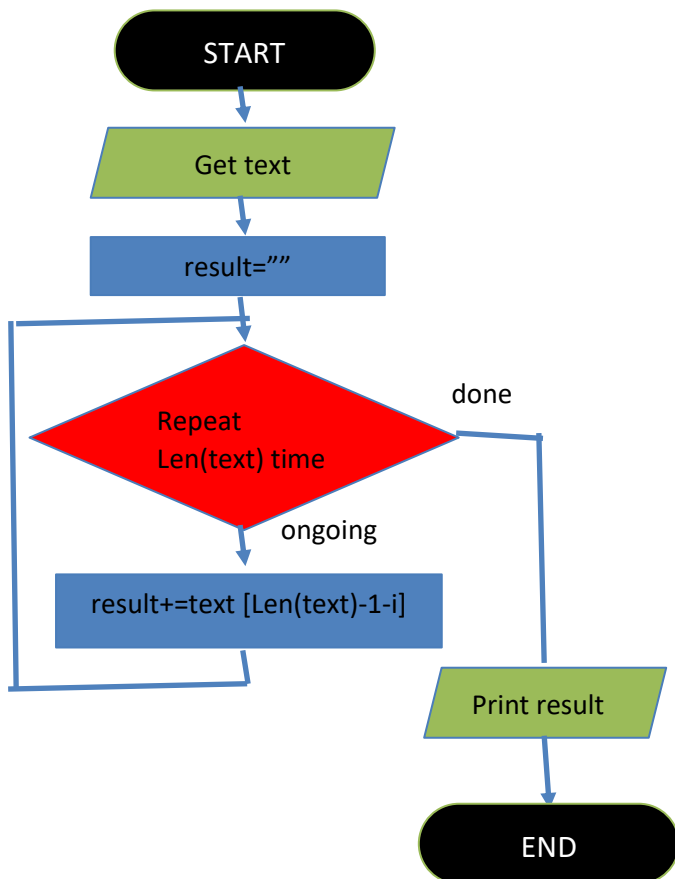 START
Get text
result=””
done
Repeat
Len(text) time
ongoing
result+=text [Len(text)-1-i]
Print result
END